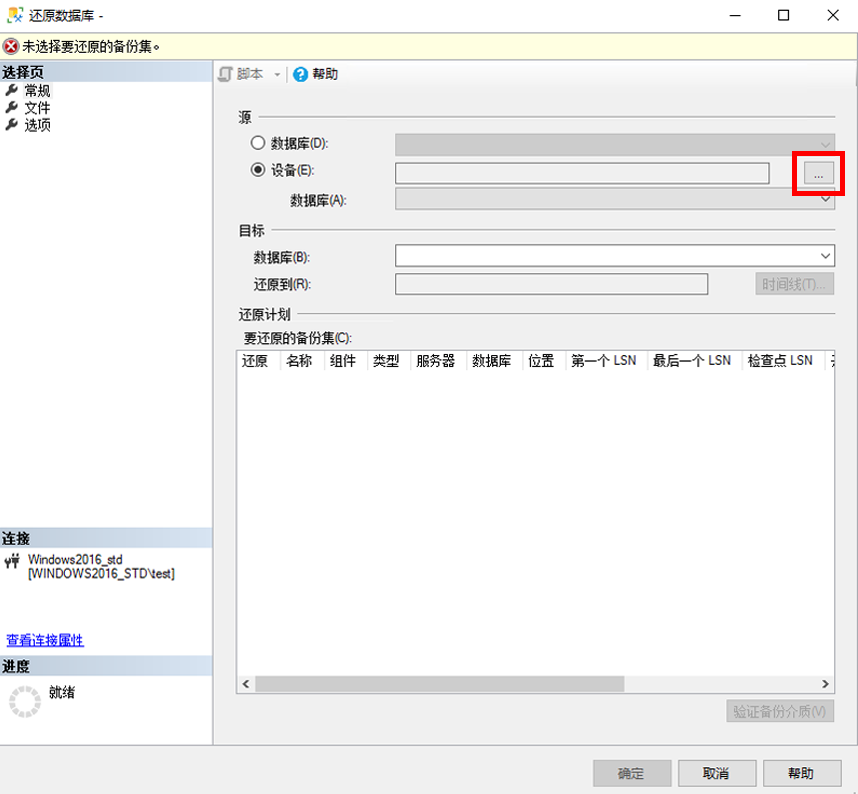 还原数据库 -
未选择要还原的备份集。
选择页
常规
文件
选项
脚本 帮助
源
数据库(D):
设备(E):
...
数据库(A):
目标
数据库(B):
还原到(R):
时间线(T)...
还原计划
要还原的备份集(C):
还原 名称 组件 类型 服务器 数据库 位置 第一个 LSN 最后一个 LSN 检查点 LSN
验证备份介质(V)
连接
Windows2016_std
[WINDOWS2016_STD\test]
查看连接属性
进度
就绪
确定 取消 帮助